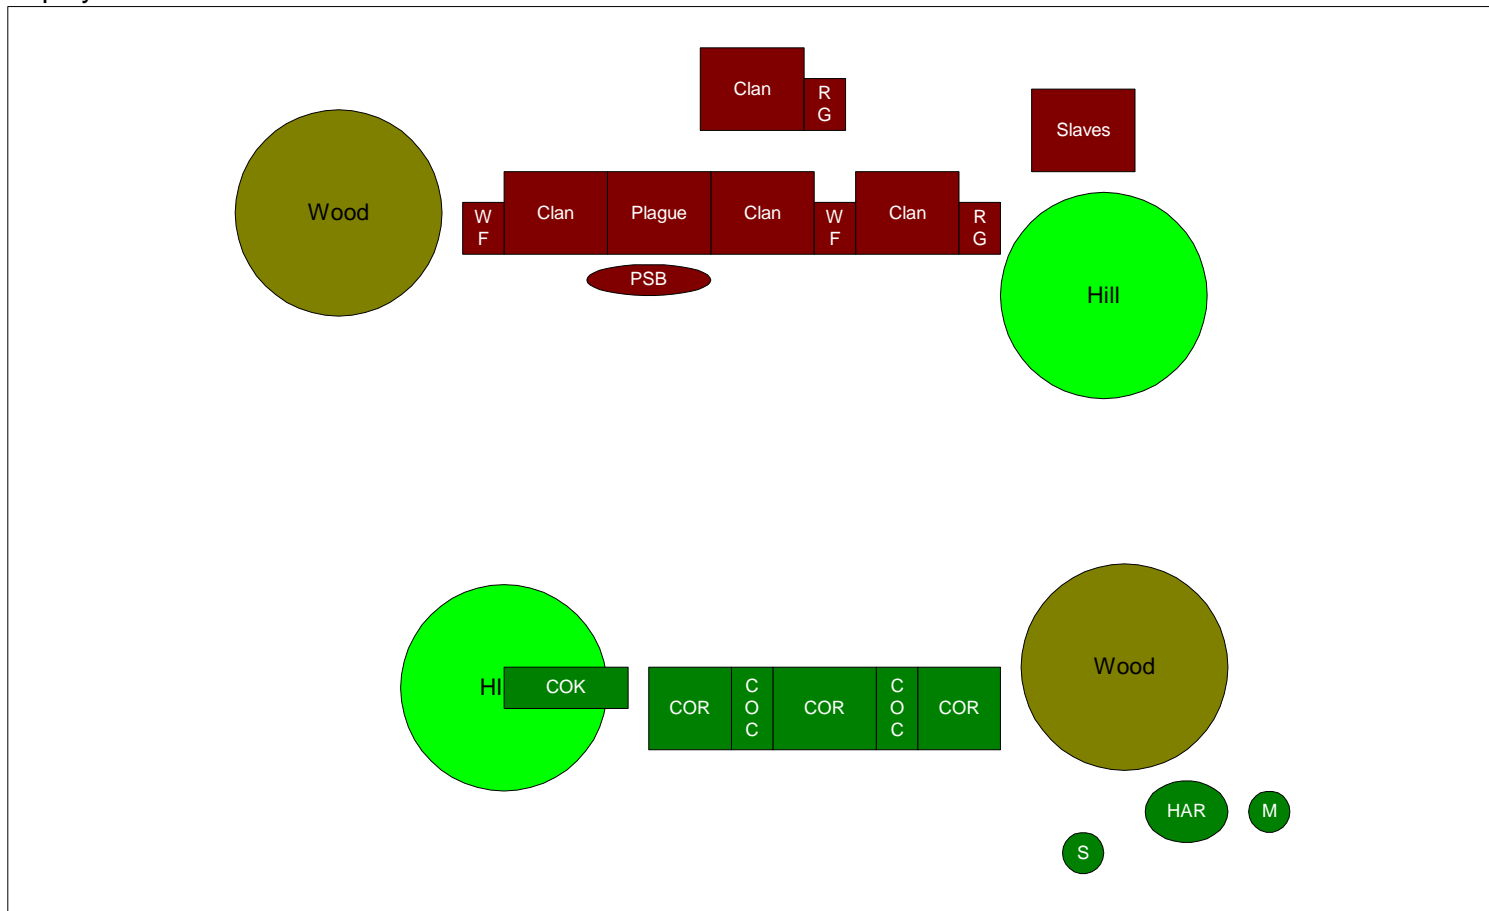 Clan
R
G
Slaves
Wood
W
F
Clan
Plague
Clan
W
F
Clan
R
G
PSB
Hill
HI
COK
COR
C
O
C
COR
C
O
C
COR
Wood
HAR
M
S